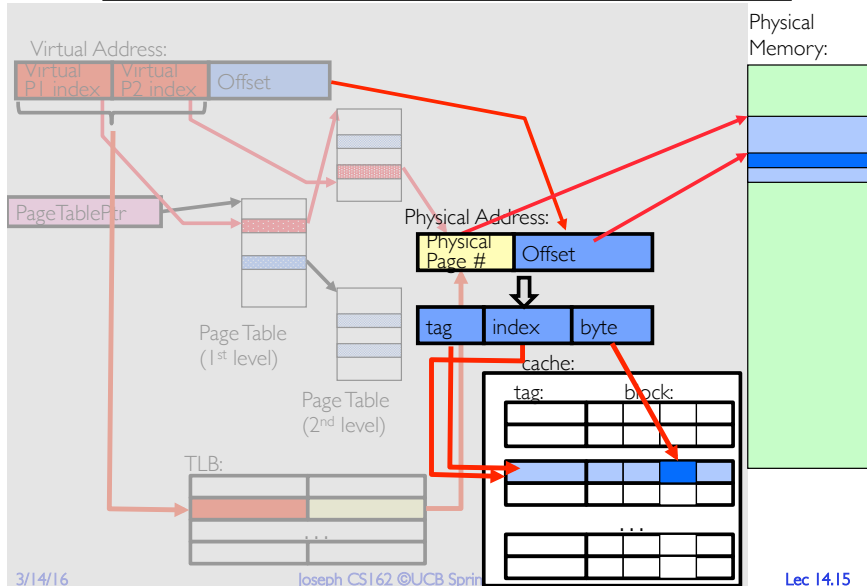 Physical
Memory:
Virtual Address:
Virtual
P1 index
Virtual
P2 index
Offset
PageTablePtr
Physical Address:
Physical
Page #
Offset
tag
index
byte
Page Table
(1st level)
cache:
tag:
block:
Page Table
(2nd level)
TLB:
...
...
3/14/16
Joseph CS162 ©UCB Sprin
Lec 14.15